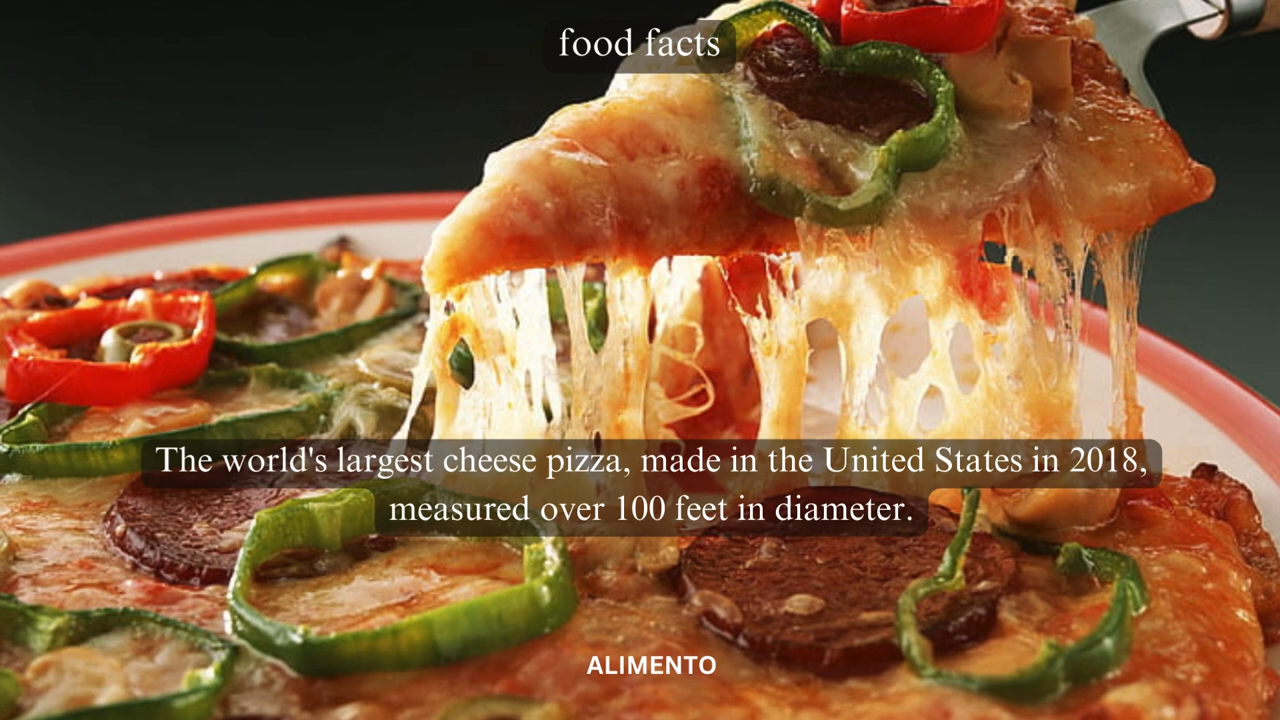 food facts
The world's largest cheese pizza, made in the United States in 2018,
measured over 100 feet in diameter.
ALIMENTO